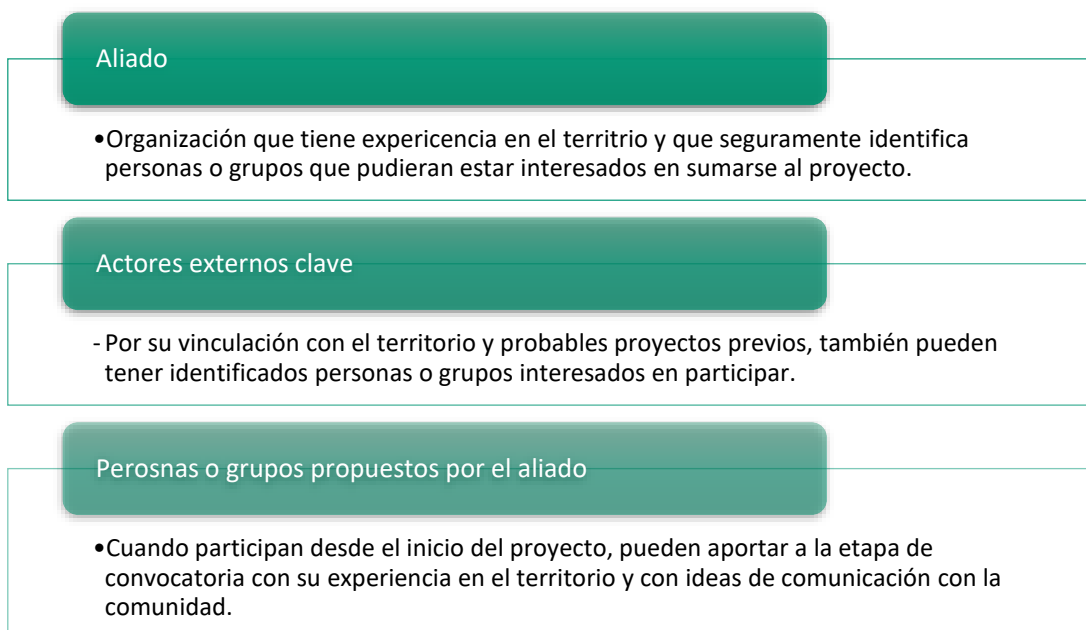 Aliado
•Organización que tiene expericencia en el territrio y que seguramente identifica
personas o grupos que pudieran estar interesados en sumarse al proyecto.
Actores externos clave
- Por su vinculación con el territorio y probables proyectos previos, también pueden
tener identificados personas o grupos interesados en participar.
Perosnas o grupos propuestos por el aliado
•Cuando participan desde el inicio del proyecto, pueden aportar a la etapa de
convocatoria con su experiencia en el territorio y con ideas de comunicación con la
comunidad.